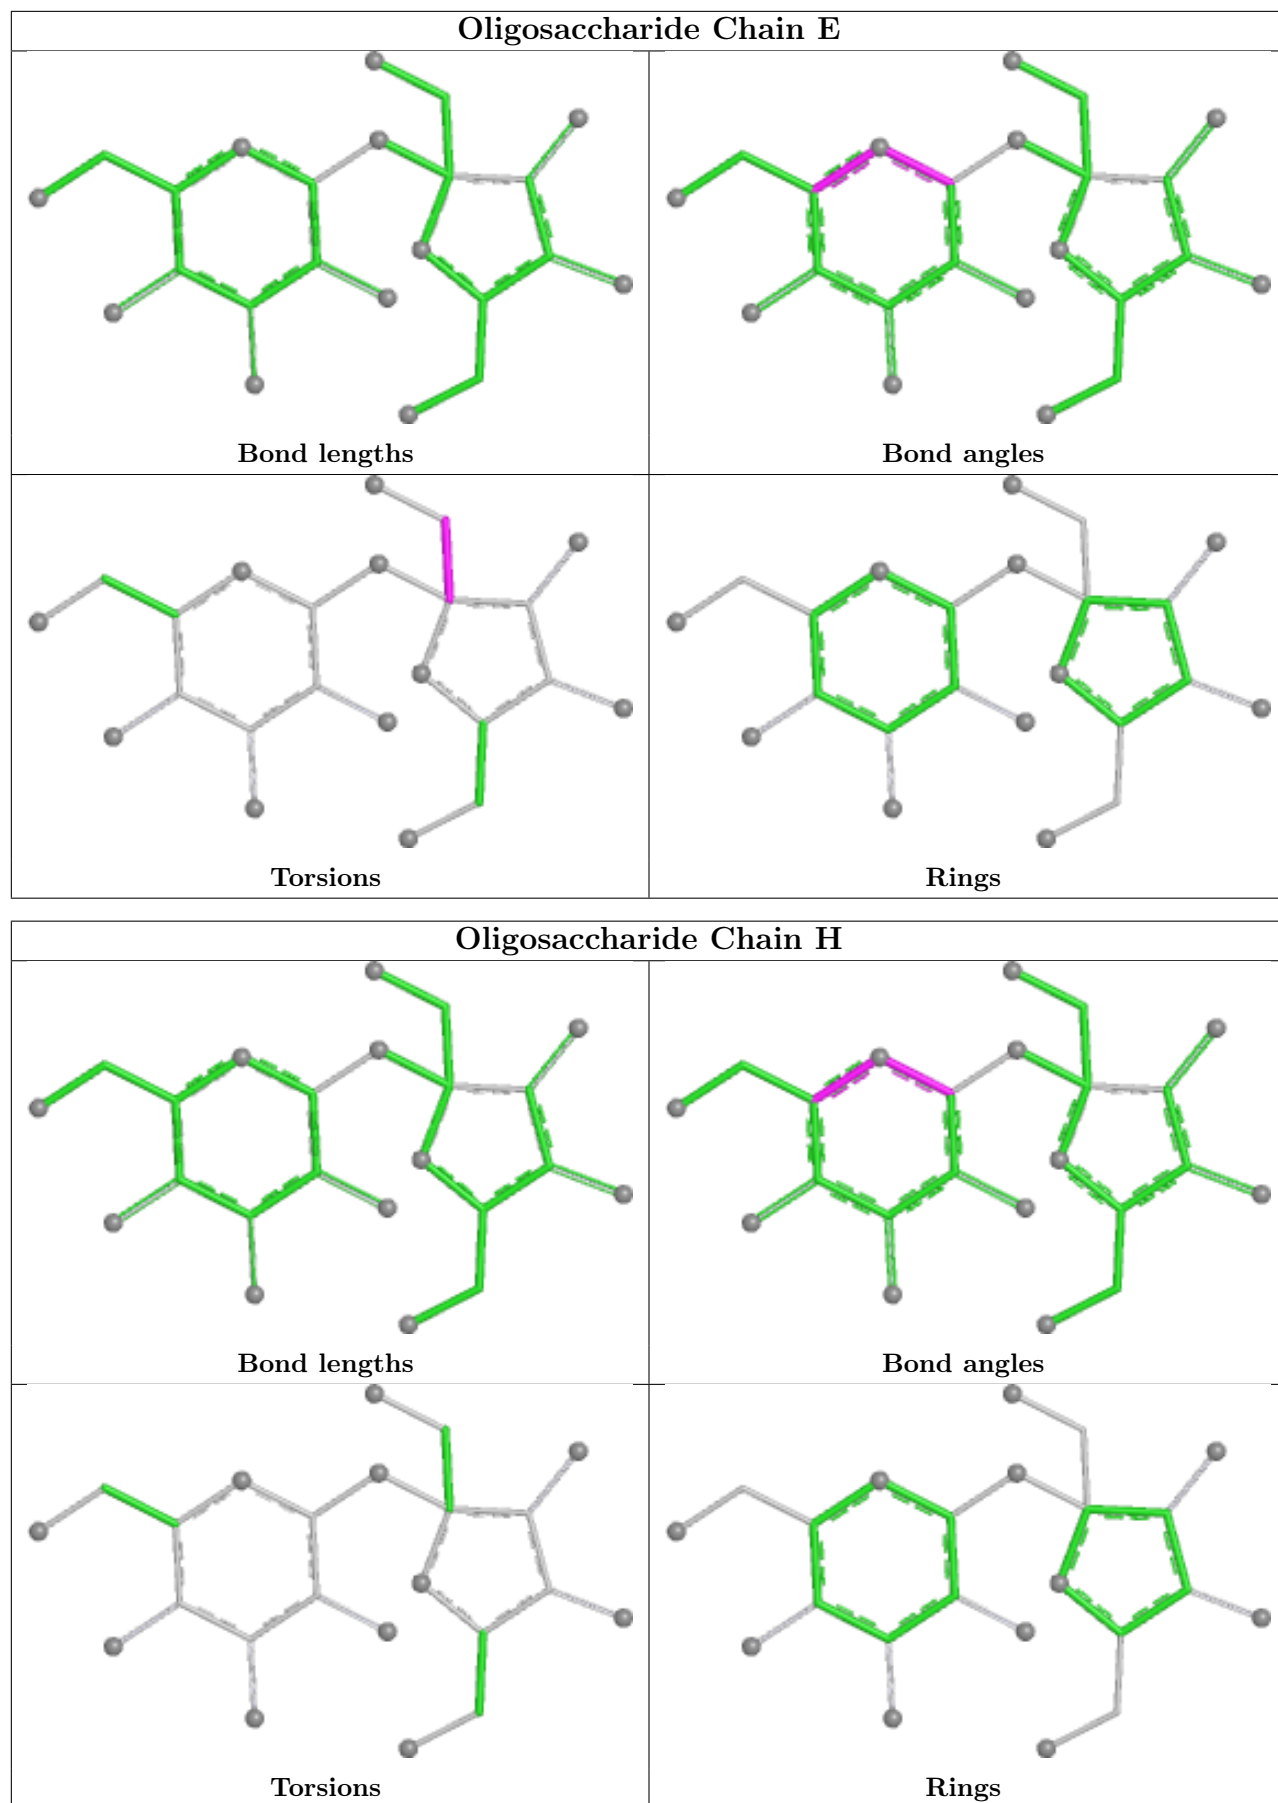 Oligosaccharide Chain E
Bond lengths
Bond angles
Torsions
Rings
Oligosaccharide Chain H
Bond lengths
Bond angles
Torsions
Rings